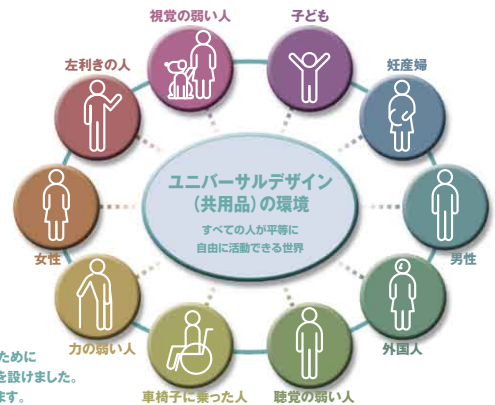 視覚の弱い人
子ども
左利きの人
妊産婦
ユニバーサルデザイン
（共用品）の環境
すべての人が平等に
自由に活動できる世界
女性
男性
力の弱い人
外国人
車椅子に乗った人
聴覚の弱い人
ために
を設けました。
ます。